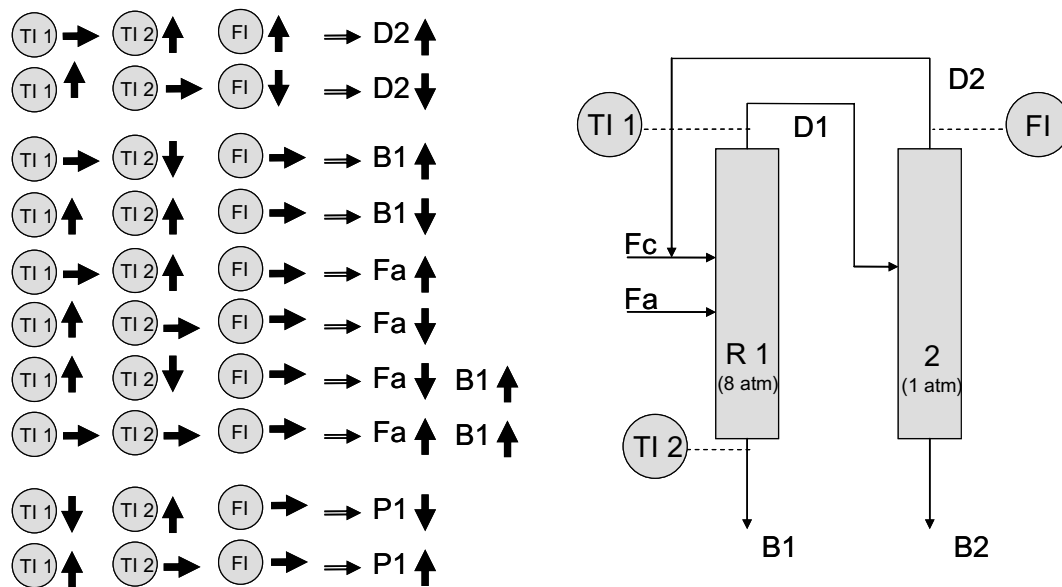 TI 1 TI 2 FI D2
TI 1 TI 2 FI D2
TI 1 TI 2 FI B1
TI 1 TI 2 FI B1
TI 1 TI 2 FI Fa
TI 1 TI 2 FI Fa
TI 1 TI 2 FI Fa B1
TI 1 TI 2 FI Fa B1
TI 1 TI 2 FI P1
TI 1 TI 2 FI P1
D2
TI 1
D1
FI
Fc
Fa
R 1
(8 atm)
2
(1 atm)
TI 2
B1
B2